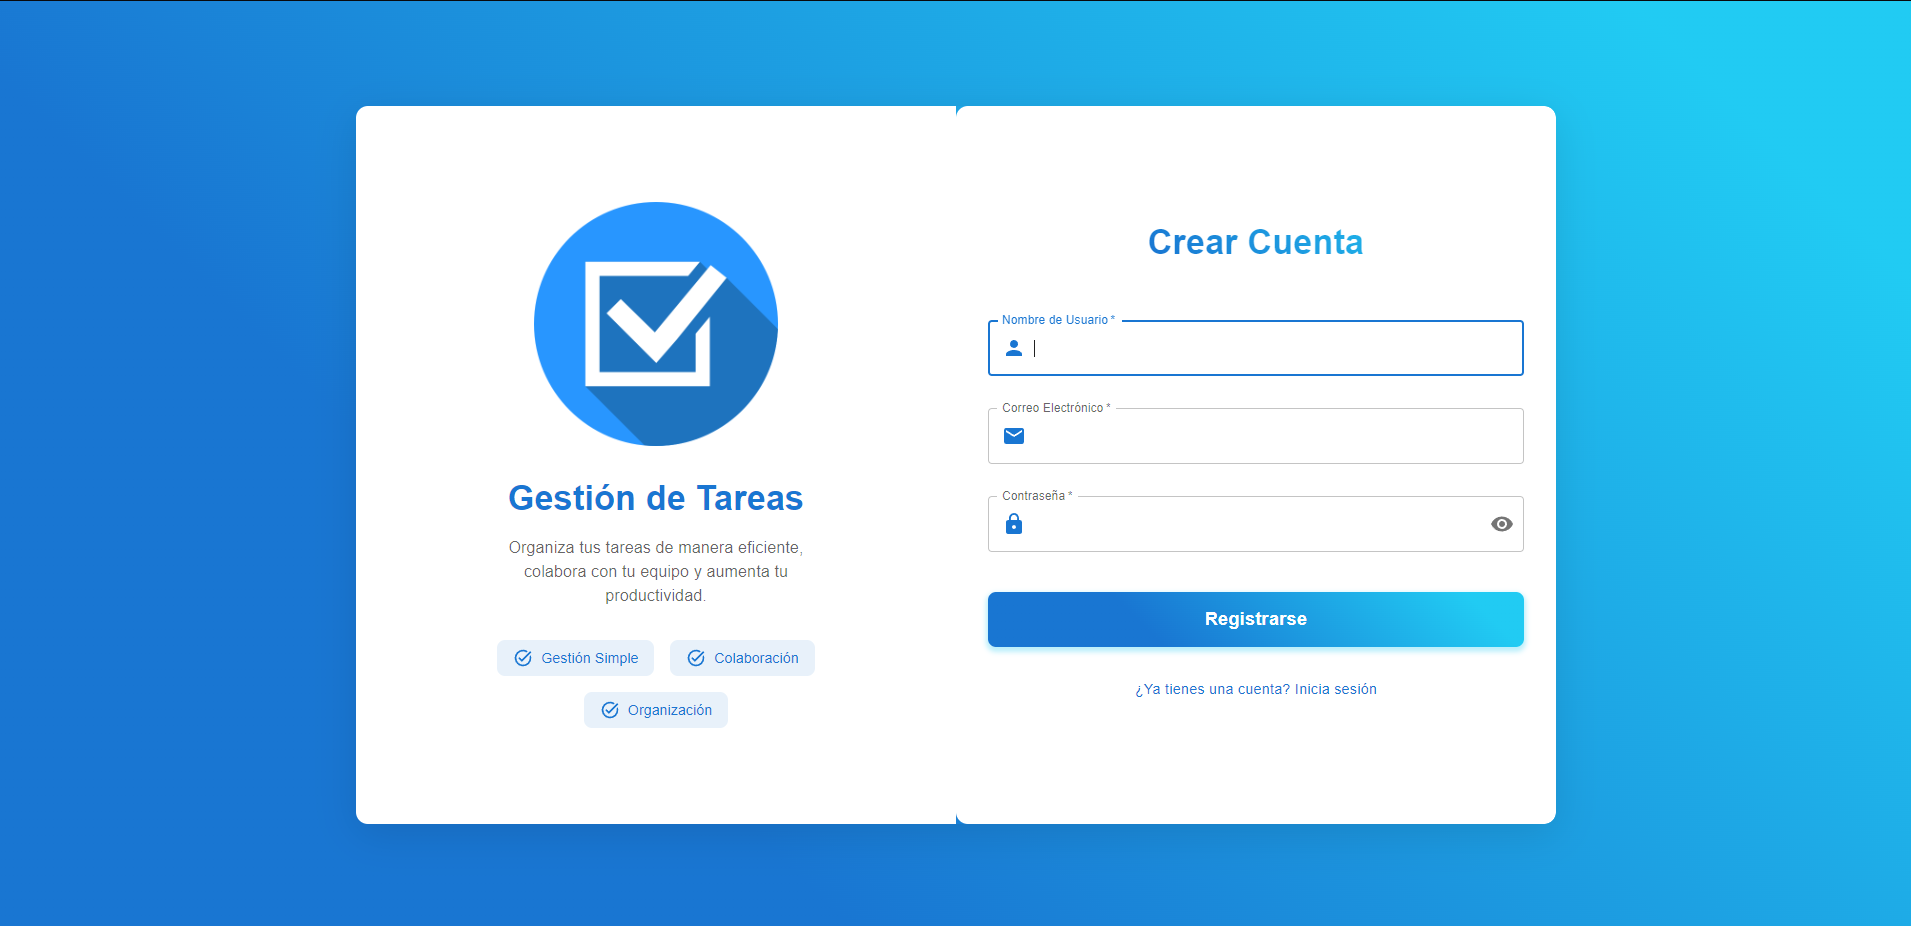 Gestión de Tareas
Organiza tus tareas de manera eficiente,
colabora con tu equipo y aumenta tu
productividad.
Gestión Simple
Colaboración
Organización
Crear Cuenta
Nombre de Usuario *
Correo Electrónico *
Contraseña *
Registrarse
¿Ya tienes una cuenta? Inicia sesión